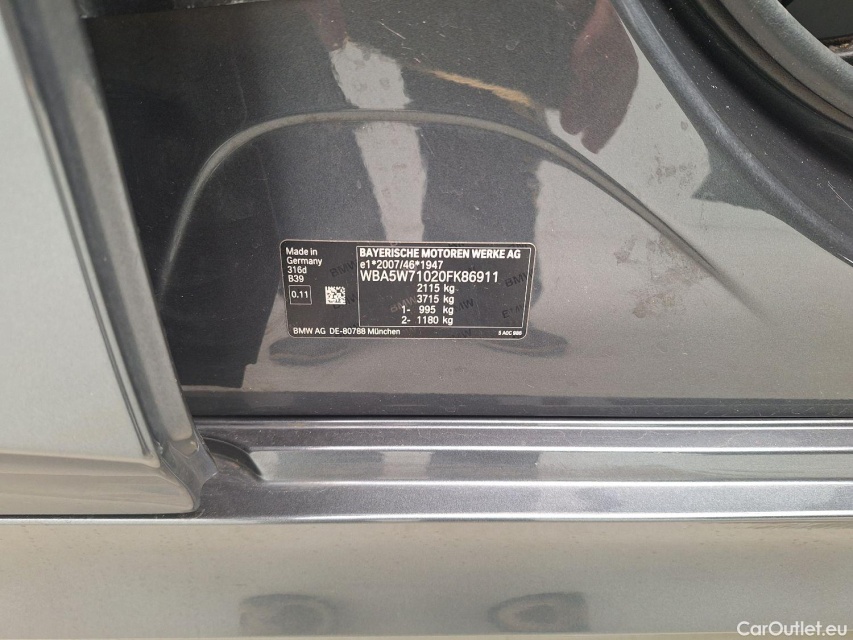 Made in
Germany
316d
B39
0.11
BAYERISCHE MOTOREN WERKE AG
e1*2007/46*1947
WBA5W71020FK86911
2115 kg
3715 kg
1- 995 kg
2- 1180 kg
BMW AG DE-80788 München
CarOutlet.eu